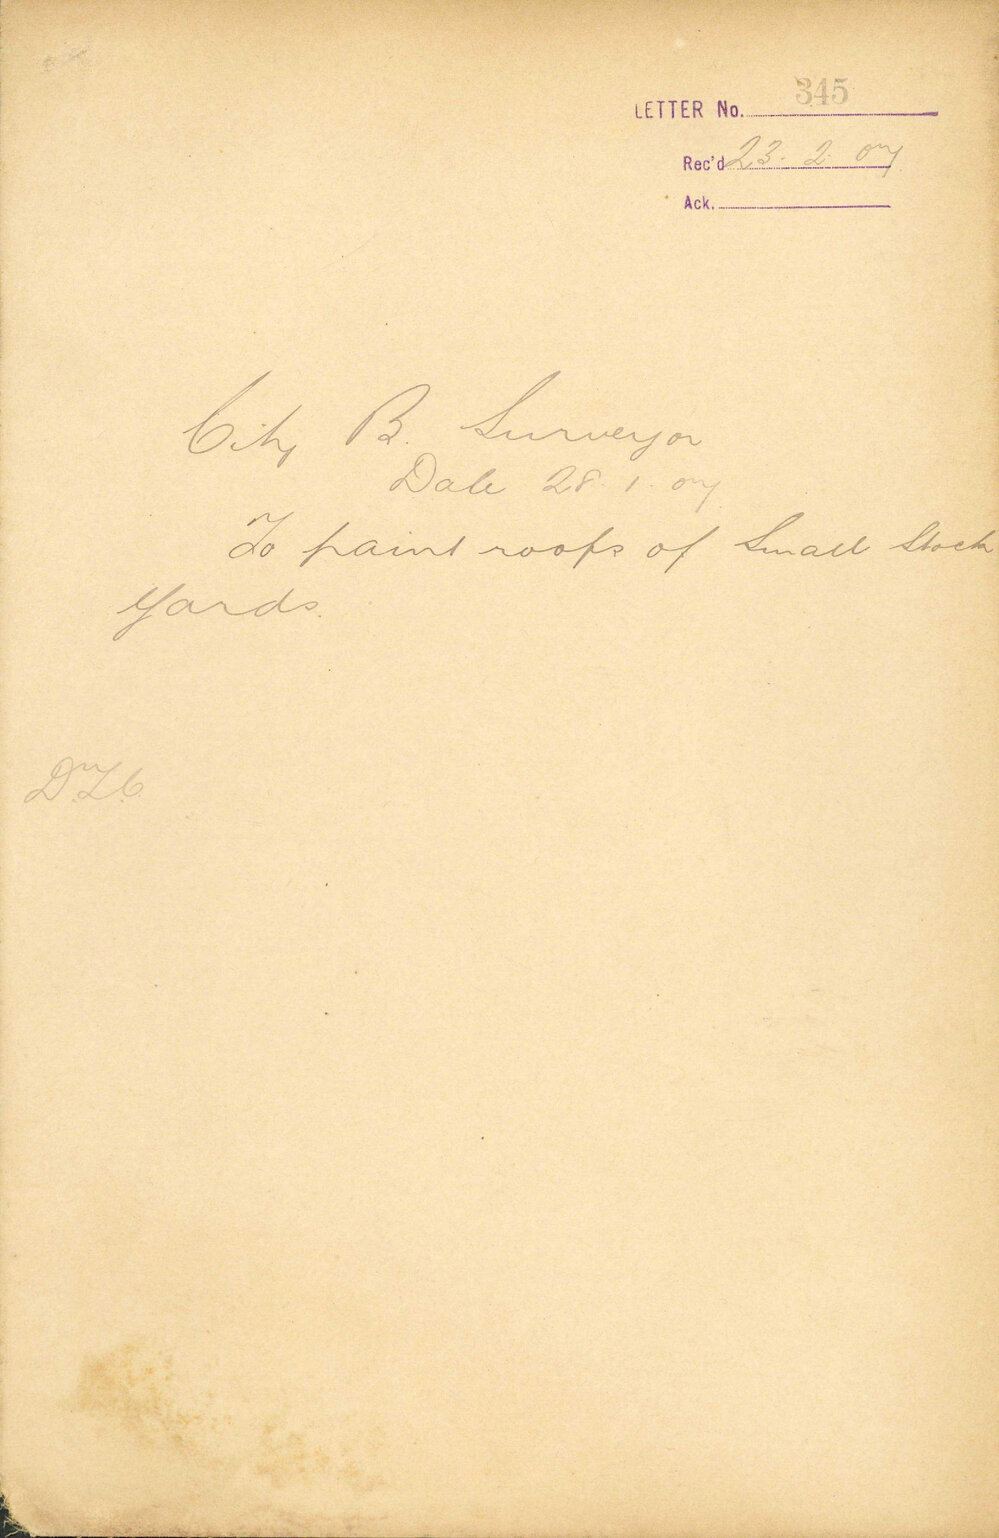 LETTER No. 345
Rec'd 23. 2. 07
Ack.
City B. Surveyor
Date 28. 1. 07
To paint roofs of Small Stock
Yards.